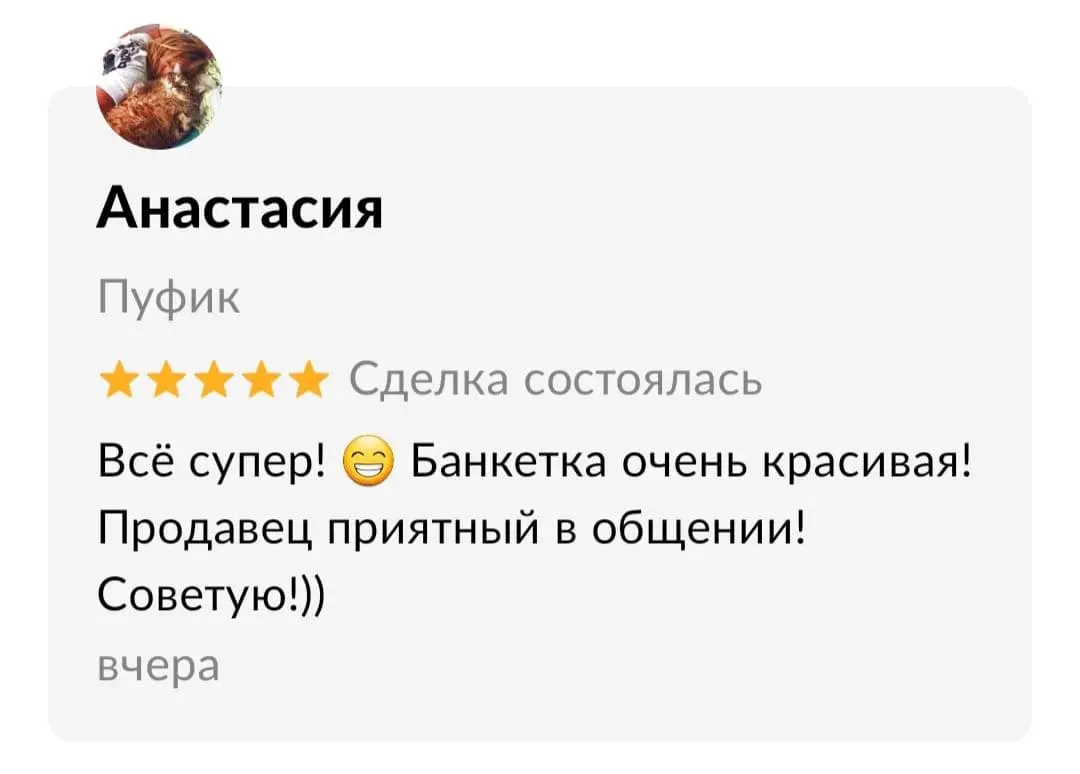 Анастасия
Пуфик
Сделка состоялась
Всё супер! 😁 Банкетка очень красивая!
Продавец приятный в общении!
Советую!))
вчера